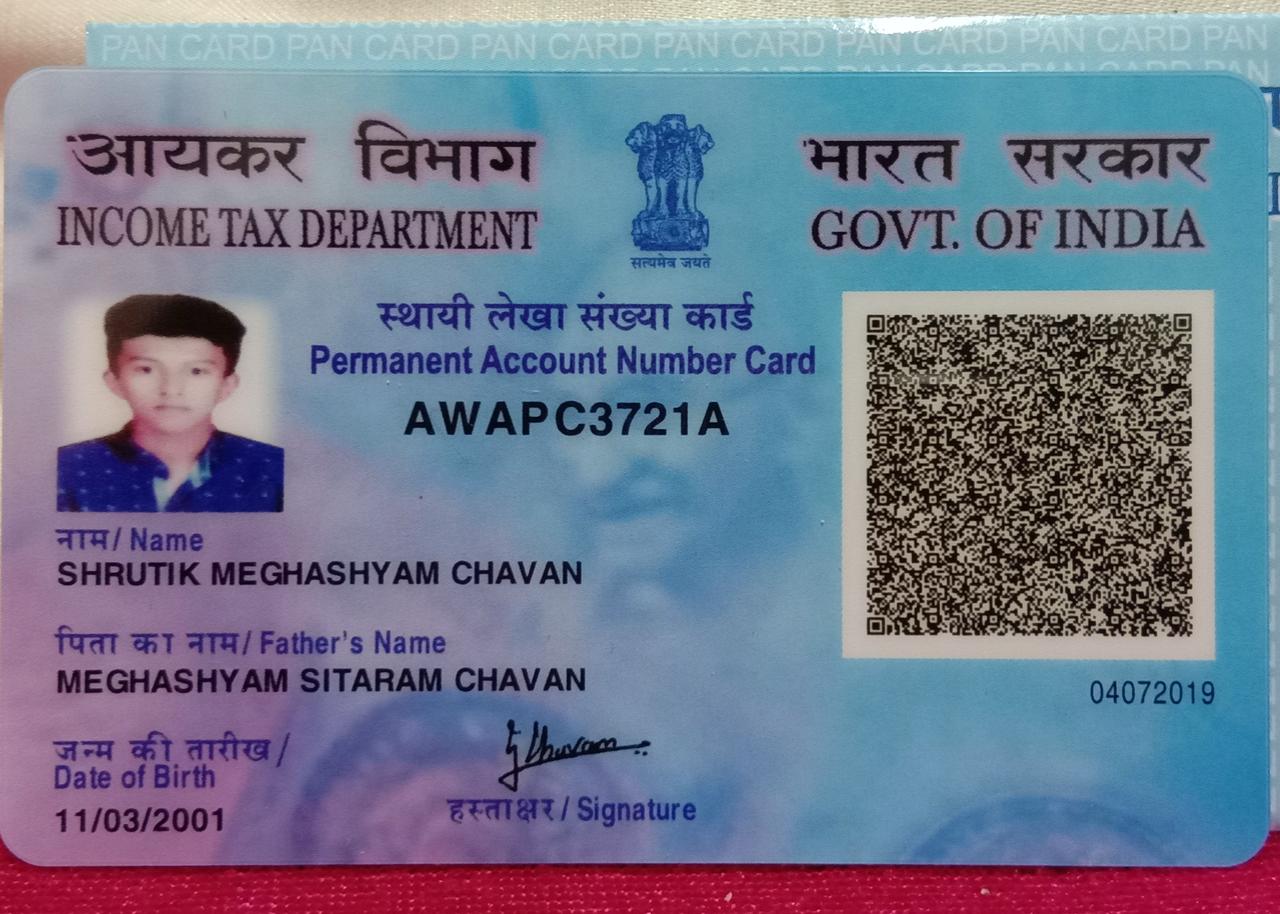 PAN CARD PAN CARD PAN CARD PAN CARD PAN CARD PAN CARD PAN
आयकर विभाग
INCOME TAX DEPARTMENT
सत्यमेव जयते
भारत सरकार
GOVT. OF INDIA
स्थायी लेखा संख्या कार्ड
Permanent Account Number Card
AWAPC3721A
नाम/ Name
SHRUTIK MEGHASHYAM CHAVAN
पिता का नाम/ Father's Name
MEGHASHYAM SITARAM CHAVAN
04072019
जन्म की तारीख/
Date of Birth
11/03/2001
हस्ताक्षर/ Signature